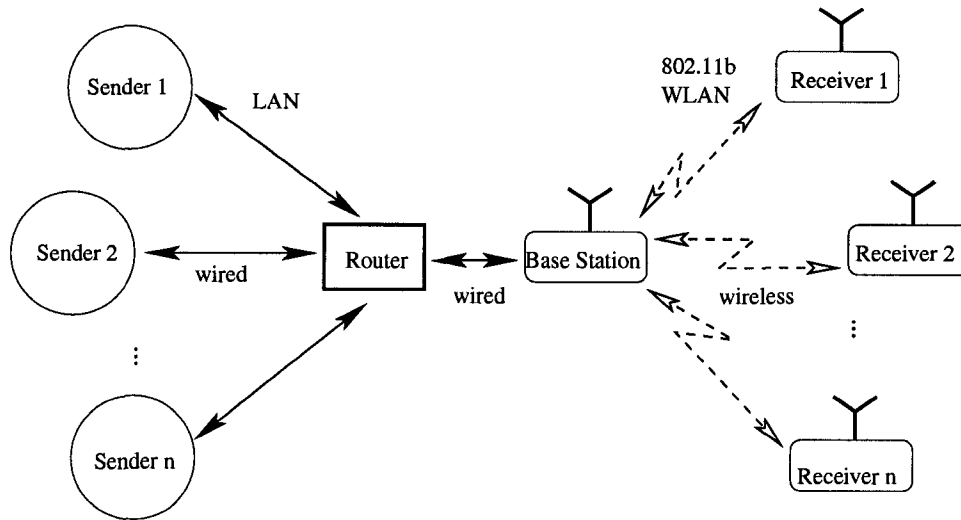 Sender 1
LAN
802.11b
WLAN
Receiver 1
Sender 2
wired
Router
wired
Base Station
wireless
Receiver 2
...
...
Sender n
Receiver n